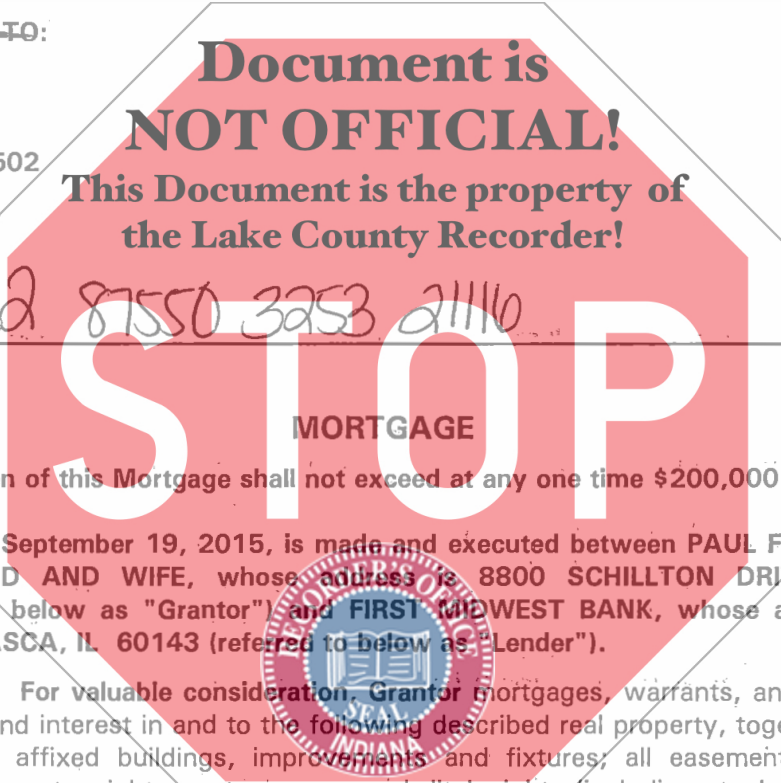 TO:
Document is
NOT OFFICIAL!
502
This Document is the property of
the Lake County Recorder!
2 87550 3253 21116
STOP
MORTGAGE
n of this Mortgage shall not exceed at any one time $200,000
September 19, 2015, is made and executed between PAUL F
D AND WIFE, whose address is 8800 SCHILLTON DRI
below as "Grantor") and FIRST MIDWEST BANK, whose a
ASCA, IL 60143 (referred to below as "Lender").
For valuable consideration, Grantor mortgages, warrants, an
nd interest in and to the following described real property, toge
affixed buildings, improvements and fixtures; all easement
RECORDER'S OFFICE
SEAL
INDIANA